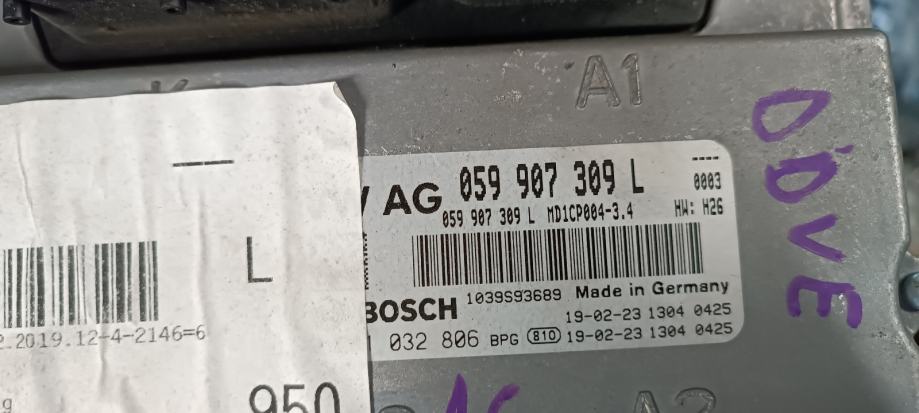 A1
AG 059 907 309 L
----
0003
059 907 309 L MD1CP004-3.4 HW: H26
BOSCH 1039S93689 Made in Germany
19-02-23 1304 0425
032 806 BPG 810 19-02-23 1304 0425
L
.2019.12-4-2146=6
950
A2